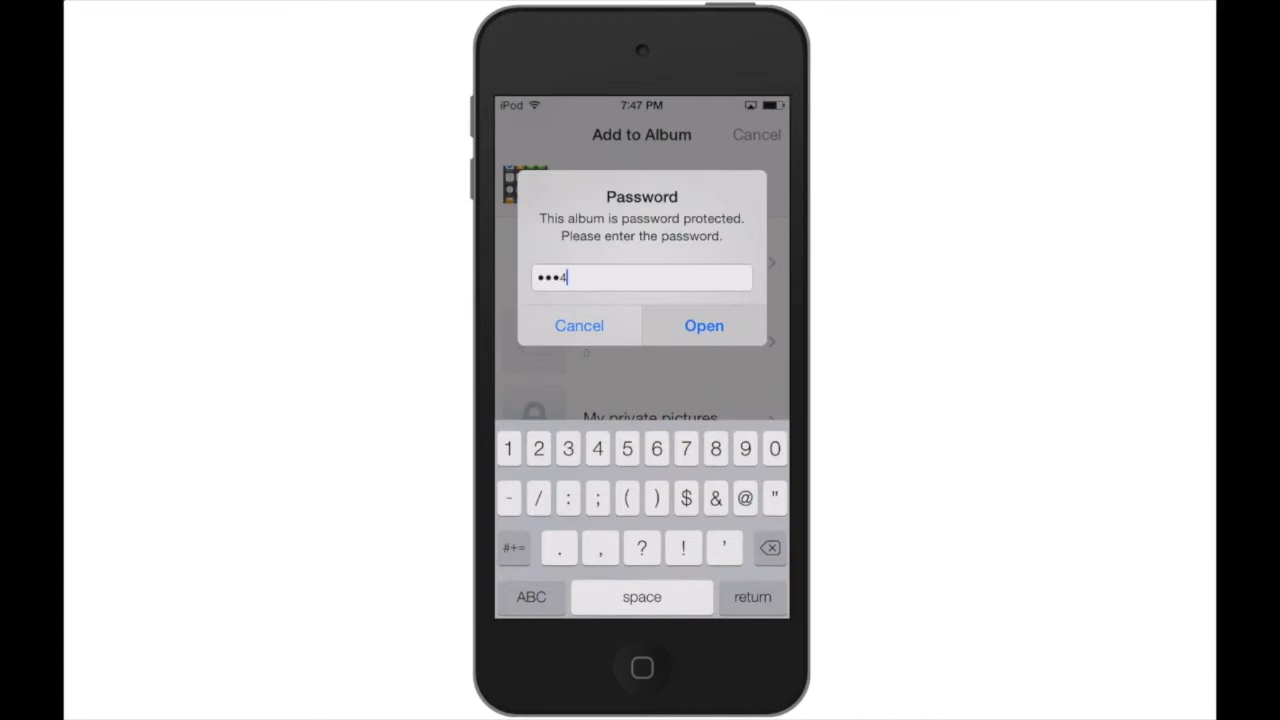 iPod 7:47 PM
Add to Album Cancel
Password
This album is password protected.
Please enter the password.
•••4
Cancel Open
0
My private pictures
1 2 3 4 5 6 7 8 9 0
- / : ; ( ) $ & @ "
#+= . , ? ! '
ABC space return